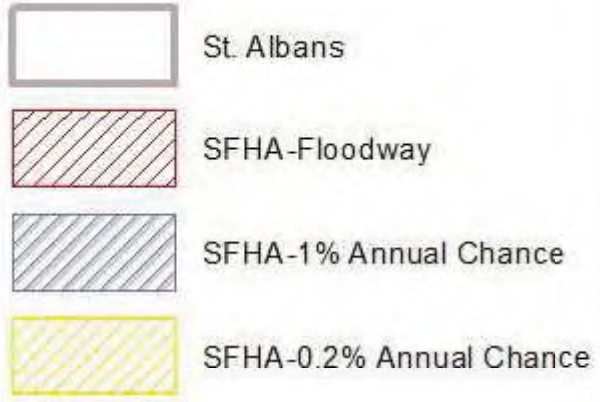 St. Albans
SFHA-Floodway
SFHA-1% Annual Chance
SFHA-0.2% Annual Chance